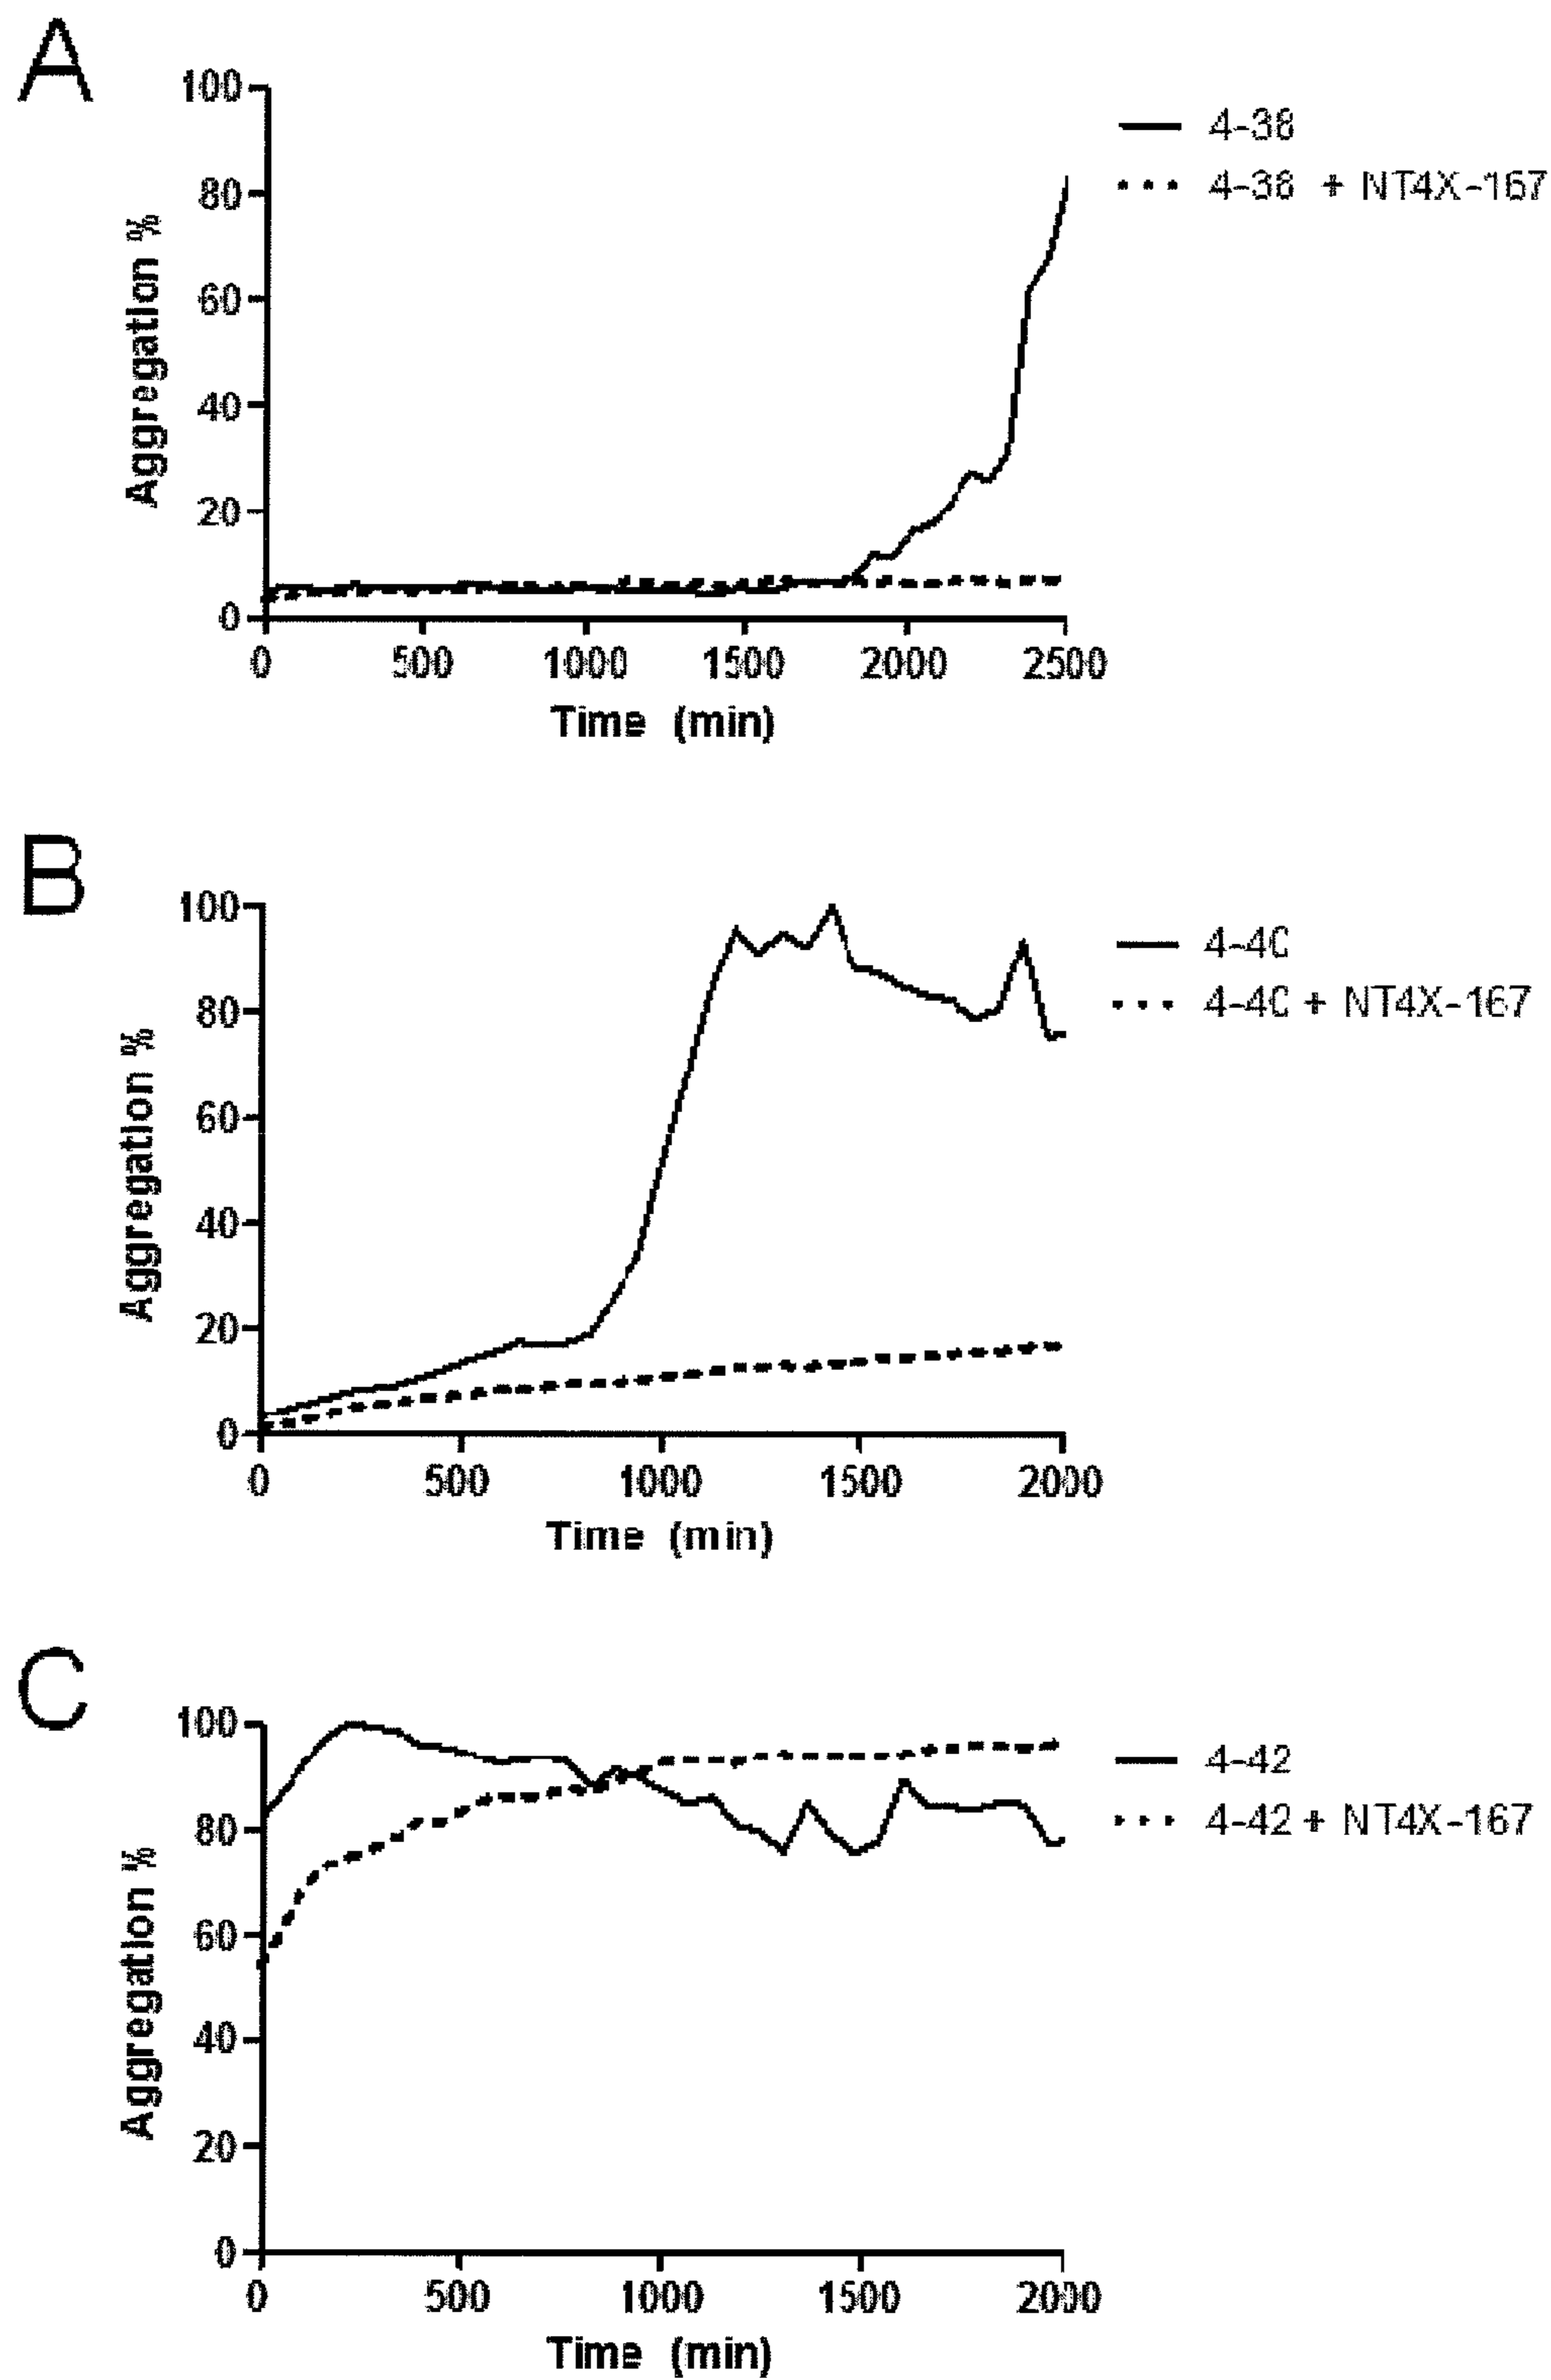 A
100
80
60
40
20
0
Aggregation %
0 500 1000 1500 2000 2500
Time (min)
4-38
4-38 + NT4X-167
B
100
80
60
40
20
0
Aggregation %
0 500 1000 1500 2000
Time (min)
4-40
4-40 + NT4X-167
C
100
80
60
40
20
0
Aggregation %
0 500 1000 1500 2000
Time (min)
4-42
4-42 + NT4X-167